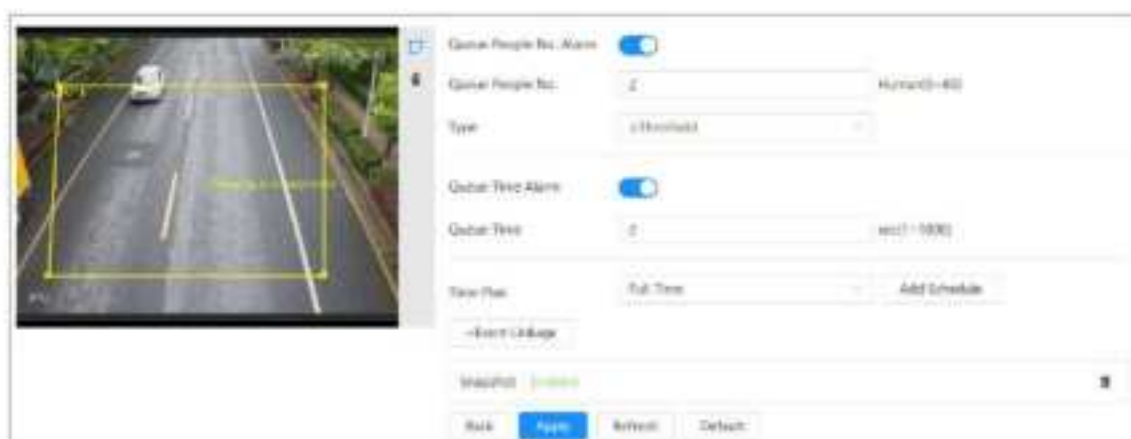 Queue People No. Alarm
Queue People No. 2
Type
Queue Time Alarm
Queue Time 2
Time Plan Full Time Add Schedule
+Event Linkage
Snapshot
Back Apply Refresh Default